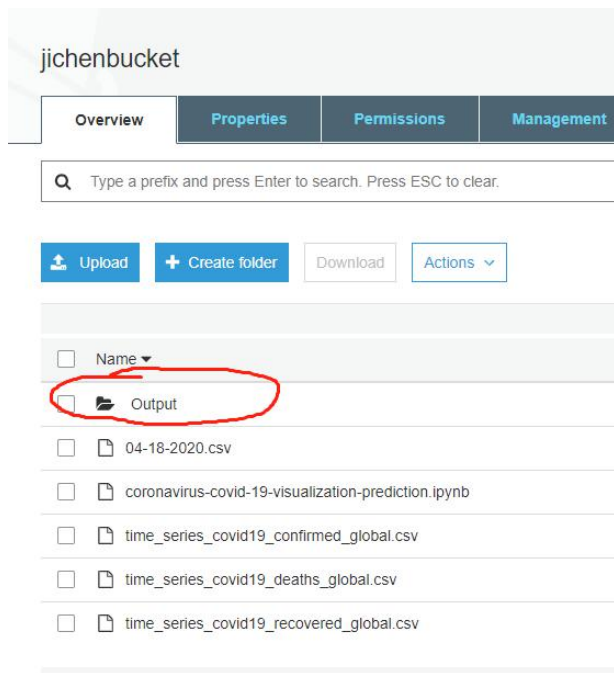 jichenbucket
Overview Properties Permissions Management
Type a prefix and press Enter to search. Press ESC to clear.
Upload Create folder Download Actions
Name
Output
04-18-2020.csv
coronavirus-covid-19-visualization-prediction.ipynb
time_series_covid19_confirmed_global.csv
time_series_covid19_deaths_global.csv
time_series_covid19_recovered_global.csv